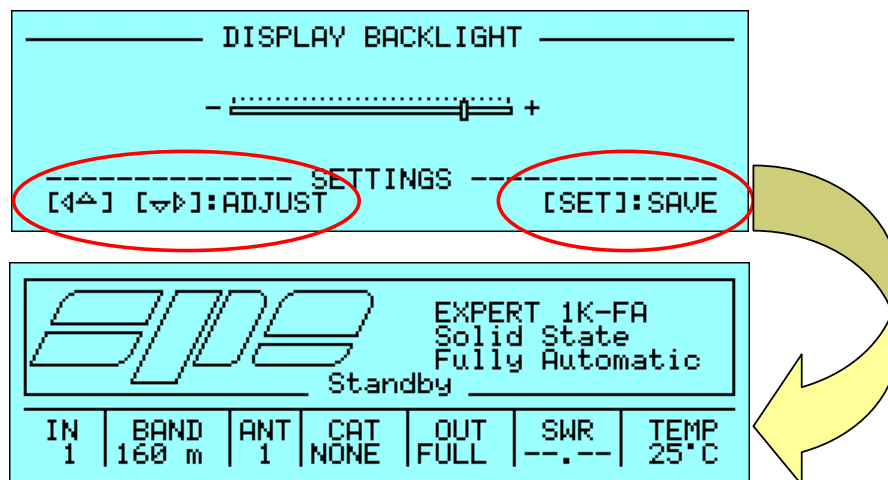 DISPLAY BACKLIGHT
- +
SETTINGS
[◁△] [▽▷]:ADJUST [SET]:SAVE
spe
EXPERT 1K-FA
Solid State
Fully Automatic
Standby
IN BAND ANT CAT OUT SWR TEMP
1 160 m 1 NONE FULL --.-- 25°C